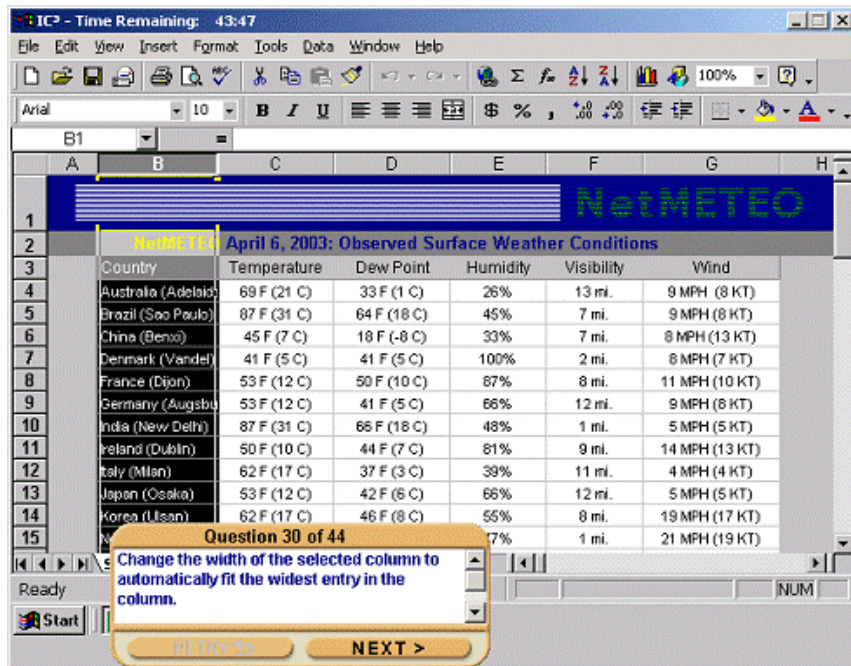 IC³ - Time Remaining: 43:47
File Edit View Insert Format Tools Data Window Help
100%
Arial 10 B I U $ % ,
B1 =
A B C D E F G H
1 NetMETEO
2 NetMETEO April 6, 2003: Observed Surface Weather Conditions
3 Country Temperature Dew Point Humidity Visibility Wind
4 Australia (Adelaid 69 F (21 C) 33 F (1 C) 26% 13 mi. 9 MPH (8 KT)
5 Brazil (Sao Paulo) 87 F (31 C) 64 F (18 C) 45% 7 mi. 9 MPH (8 KT)
6 China (Benxi) 45 F (7 C) 18 F (-8 C) 33% 7 mi. 8 MPH (13 KT)
7 Denmark (Vandel) 41 F (5 C) 41 F (5 C) 100% 2 mi. 8 MPH (7 KT)
8 France (Dijon) 53 F (12 C) 50 F (10 C) 87% 8 mi. 11 MPH (10 KT)
9 Germany (Augsbu 53 F (12 C) 41 F (5 C) 66% 12 mi. 9 MPH (8 KT)
10 India (New Delhi) 87 F (31 C) 66 F (18 C) 48% 1 mi. 5 MPH (5 KT)
11 Ireland (Dublin) 50 F (10 C) 44 F (7 C) 81% 9 mi. 14 MPH (13 KT)
12 Italy (Milan) 62 F (17 C) 37 F (3 C) 39% 11 mi. 4 MPH (4 KT)
13 Japan (Osaka) 53 F (12 C) 42 F (6 C) 66% 12 mi. 5 MPH (5 KT)
14 Korea (Ulsan) 62 F (17 C) 46 F (8 C) 55% 8 mi. 19 MPH (17 KT)
15 1 mi. 21 MPH (19 KT)
Question 30 of 44
Change the width of the selected column to
automatically fit the widest entry in the
column.
Ready NUM
Start
NEXT >